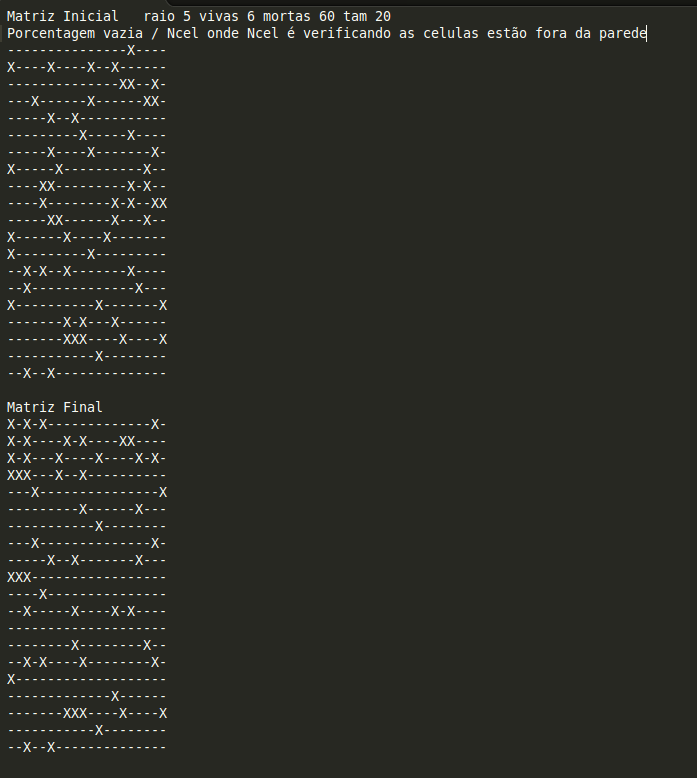 Matriz Inicial   raio 5 vivas 6 mortas 60 tam 20
Porcentagem vazia / Ncel onde Ncel é verificando as celulas estão fora da parede
---------------X----
X----X----X--X------
--------------XX--X-
---X------X------XX-
-----X--X-----------
---------X-----X----
-----X----X-------X-
X-----X----------X--
----XX---------X-X--
----X--------X-X--XX
-----XX------X---X--
X------X----X-------
X---------X---------
--X-X--X-------X----
--X-------------X---
X----------X-------X
-------X-X---X------
-------XXX----X----X
-----------X--------
--X--X--------------

Matriz Final
X-X-X-------------X-
X-X----X-X----XX----
X-X---X----X----X-X-
XXX---X--X----------
---X---------------X
---------X------X---
-----------X--------
---X--------------X-
-----X--X-------X---
XXX-----------------
----X---------------
--X-----X----X-X----
--------------------
--------X--------X--
--X-X----X--------X-
X-------------------
-------------X------
-------XXX----X----X
-----------X--------
--X--X--------------